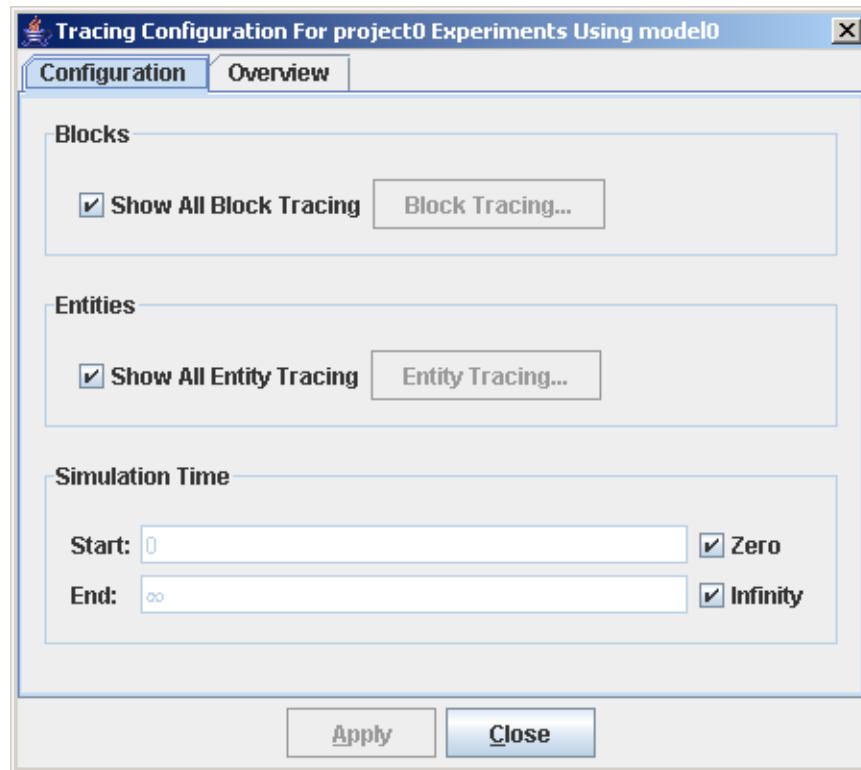 Tracing Configuration For project0 Experiments Using model0
Configuration Overview
Blocks
Show All Block Tracing Block Tracing...
Entities
Show All Entity Tracing Entity Tracing...
Simulation Time
Start: 0 Zero
End: ∞ Infinity
Apply Close